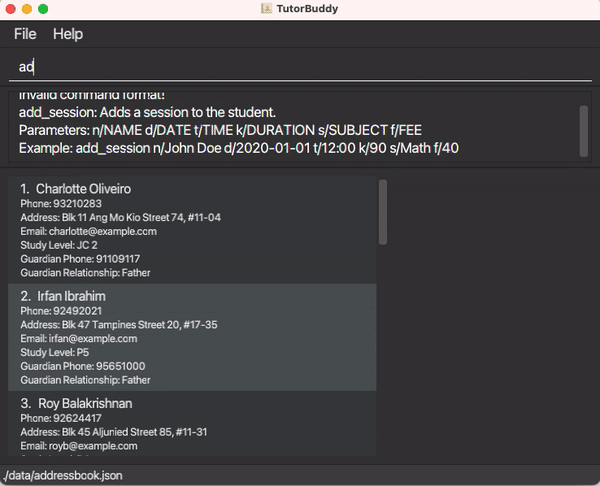 TutorBuddy
File Help
ad
Invalid command format!
add_session: Adds a session to the student.
Parameters: n/NAME d/DATE t/TIME k/DURATION s/SUBJECT f/FEE
Example: add_session n/John Doe d/2020-01-01 t/12:00 k/90 s/Math f/40
1. Charlotte Oliveiro
Phone: 93210283
Address: Blk 11 Ang Mo Kio Street 74, #11-04
Email: charlotte@example.com
Study Level: JC 2
Guardian Phone: 91109117
Guardian Relationship: Father
2. Irfan Ibrahim
Phone: 92492021
Address: Blk 47 Tampines Street 20, #17-35
Email: irfan@example.com
Study Level: P5
Guardian Phone: 95651000
Guardian Relationship: Father
3. Roy Balakrishnan
Phone: 92624417
Address: Blk 45 Aljunied Street 85, #11-31
Email: royb@example.com
./data/addressbook.json